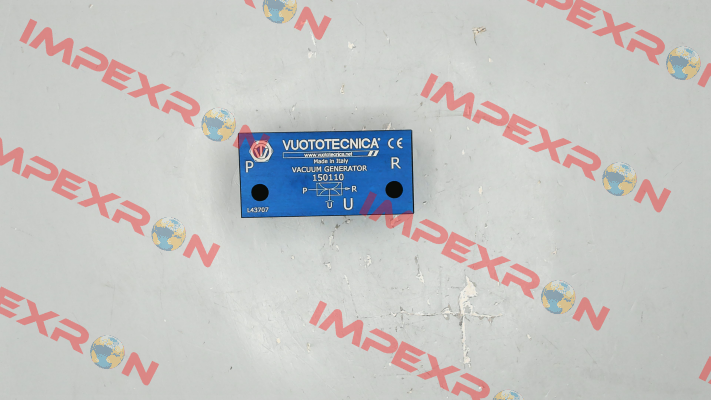 VUOTOTECNICA® CE
www.vuototecnica.net
Made in Italy
P R
VACUUM GENERATOR
150110
P R
U U
L43707
IMPEXRON
IMPEXRON
IMPEXRON
IMPEXRON
IMPEXRON
IMPEXRON
IMPEXRON